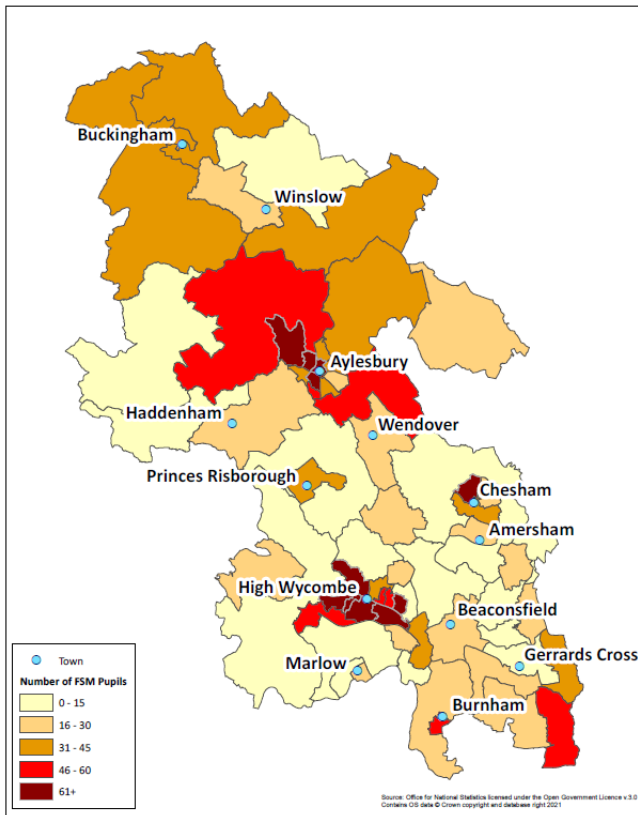 Buckingham
Winslow
Aylesbury
Haddenham
Wendover
Princes Risborough
Chesham
Amersham
High Wycombe
Beaconsfield
Gerrards Cross
Marlow
Burnham
Town
Number of FSM Pupils
0 - 15
16 - 30
31 - 45
46 - 60
61+
Source: Office for National Statistics licensed under the Open Government Licence v.3.0
Contains OS data © Crown copyright and database right 2021